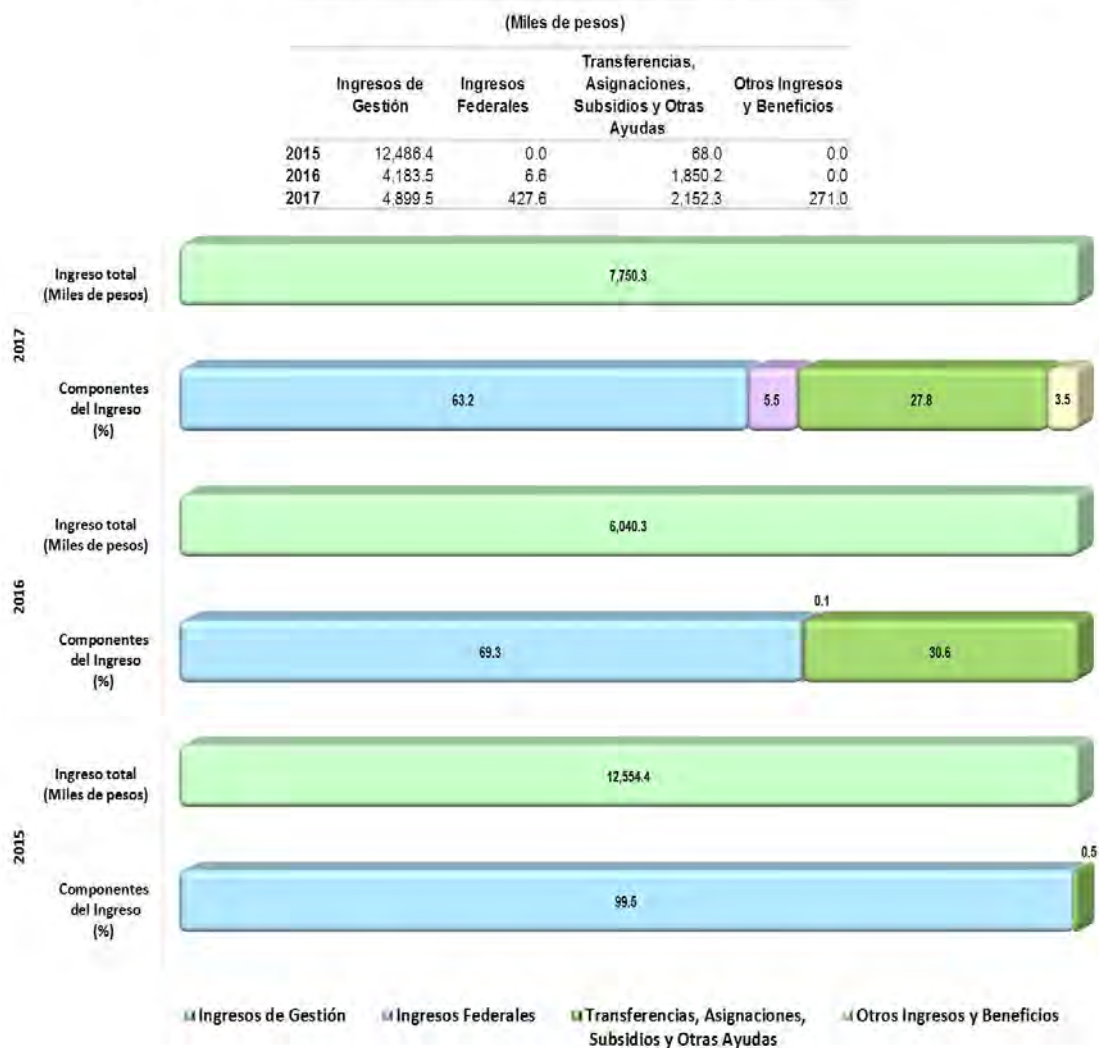 (Miles de pesos)
Ingresos de Gestión Ingresos Federales Transferencias, Asignaciones, Subsidios y Otras Ayudas Otros Ingresos y Beneficios
2015 12,486.4 0.0 68.0 0.0
2016 4,183.5 6.6 1,850.2 0.0
2017 4,899.5 427.6 2,152.3 271.0
2017
Ingreso total
(Miles de pesos)
7,750.3
Componentes
del Ingreso
(%)
63.2 5.5 27.8 3.5
2016
Ingreso total
(Miles de pesos)
6,040.3
Componentes
del Ingreso
(%)
69.3 0.1 30.6
2015
Ingreso total
(Miles de pesos)
12,554.4
Componentes
del Ingreso
(%)
99.5 0.5
Ingresos de Gestión Ingresos Federales Transferencias, Asignaciones, Otros Ingresos y Beneficios
Subsidios y Otras Ayudas